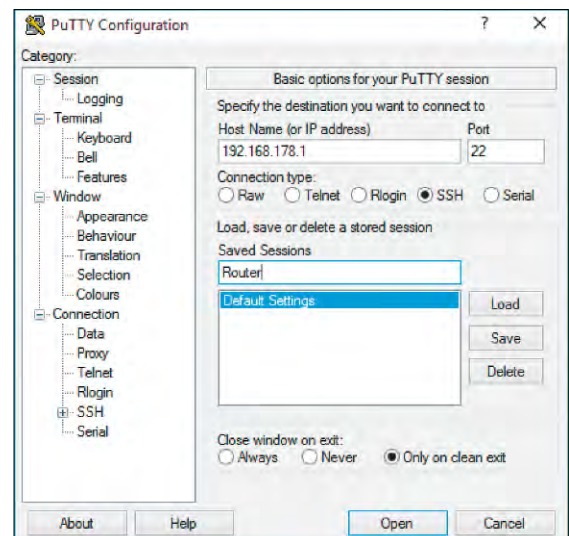 PuTTY Configuration ? ×
Category:
Session
Logging
Terminal
Keyboard
Bell
Features
Window
Appearance
Behaviour
Translation
Selection
Colours
Connection
Data
Proxy
Telnet
Rlogin
SSH
Serial
Basic options for your PuTTY session
Specify the destination you want to connect to
Host Name (or IP address) Port
192.168.178.1 22
Connection type:
Raw Telnet Rlogin SSH Serial
Load, save or delete a stored session
Saved Sessions
Router
Default Settings
Load
Save
Delete
Close window on exit:
Always Never Only on clean exit
About Help Open Cancel